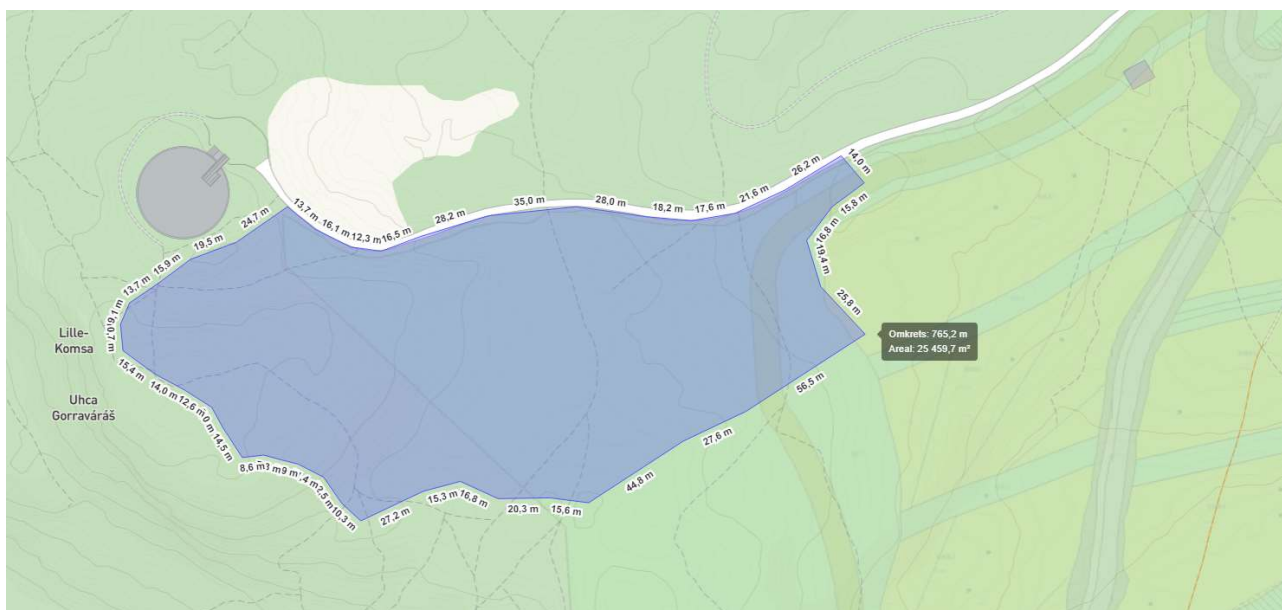 14,0 m
26,2 m
21,6 m
15,8 m
24,7 m
13,7 m
35,0 m
28,0 m
18,2 m
17,6 m
16,1 m
28,2 m
16,8 m
19,5 m
12,3 m
16,5 m
15,9 m
19,4 m
13,7 m
25,8 m
Lille-
Komsa
Omkrets: 765,2 m
Areal: 25 459,7 m²
15,4 m
14,0 m
12,6 m
56,5 m
Uhca
Gorraváráš
14,5 m
27,6 m
8,6 m
44,8 m
15,3 m
16,8 m
20,3 m
15,6 m
27,2 m
10,3 m